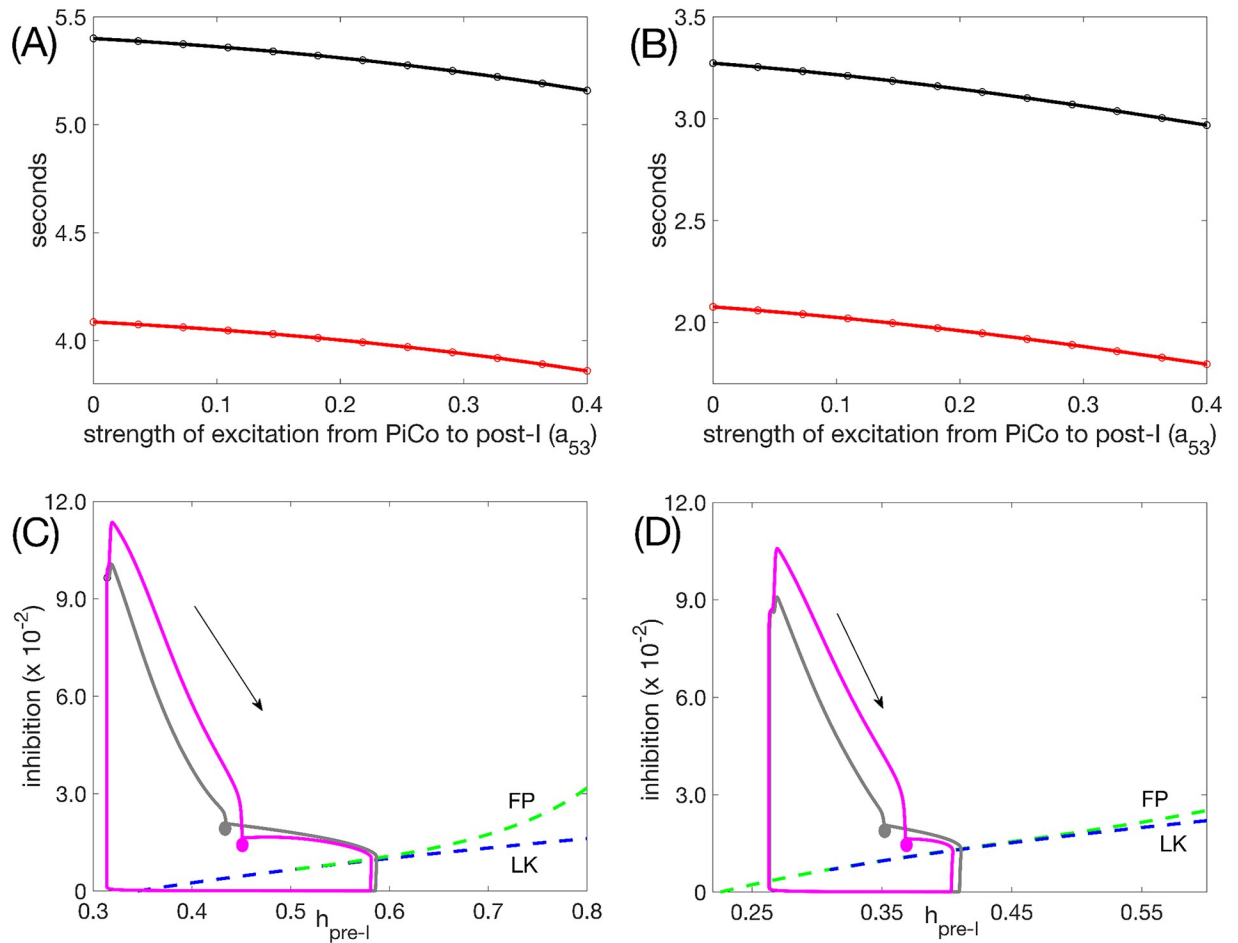 (A)
5.5
5.0
4.5
4.0
seconds
0 0.1 0.2 0.3 0.4
strength of excitation from PiCo to post-I (a53)
(B)
3.5
3.0
2.5
2.0
seconds
0 0.1 0.2 0.3 0.4
strength of excitation from PiCo to post-I (a53)
(C)
12.0
9.0
6.0
3.0
0
inhibition (x 10-2)
FP
LK
0.3 0.4 0.5 0.6 0.7 0.8
hpre-I
(D)
12.0
9.0
6.0
3.0
0
inhibition (x 10-2)
FP
LK
0.25 0.35 0.45 0.55
hpre-I